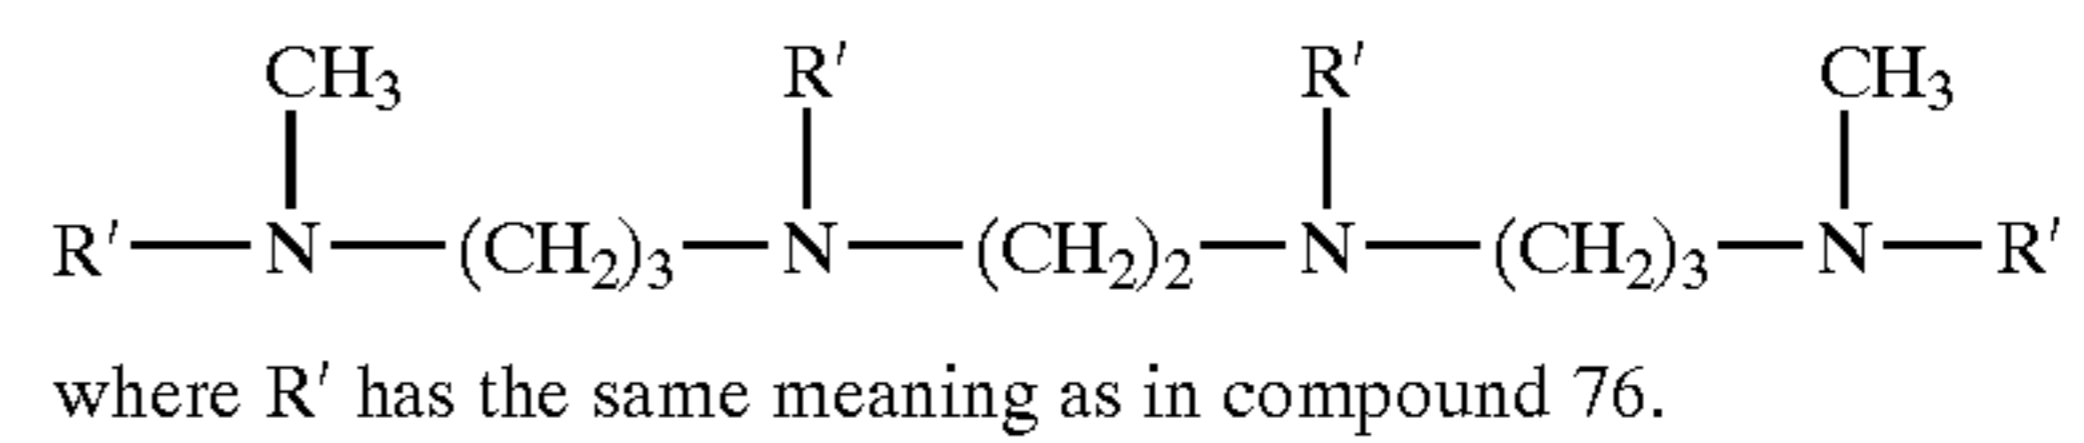 CH₃ R′ R′ CH₃
R′—N—(CH₂)₃—N—(CH₂)₂—N—(CH₂)₃—N—R′
where R′ has the same meaning as in compound 76.